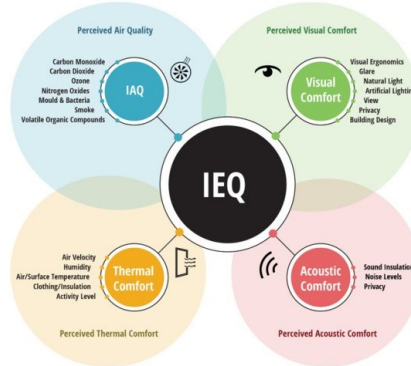 Perceived Air Quality
Carbon Monoxide
Carbon Dioxide
Ozone
Nitrogen Oxides
Mould & Bacteria
Smoke
Volatile Organic Compounds
IAQ
Perceived Visual Comfort
Visual
Comfort
Visual Ergonomics
Glare
Natural Light
Artificial Lightin
View
Privacy
Building Design
IEQ
Air Velocity
Humidity
Air/Surface Temperature
Clothing/Insulation
Activity Level
Thermal
Comfort
Perceived Thermal Comfort
Acoustic
Comfort
Sound Insulation
Noise Levels
Privacy
Perceived Acoustic Comfort